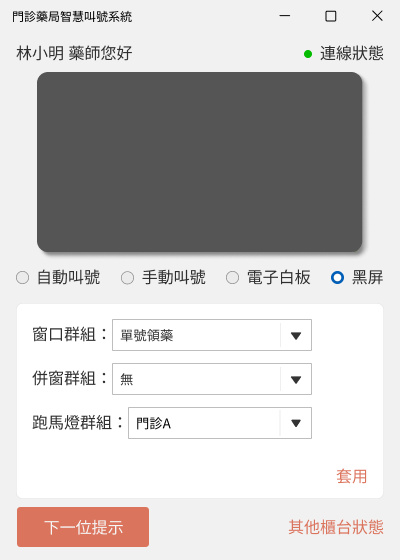 門診藥局智慧叫號系統
林小明 藥師您好
連線狀態
自動叫號 手動叫號 電子白板 黑屏
窗口群組： 單號領藥
併窗群組： 無
跑馬燈群組： 門診A
套用
下一位提示
其他櫃台狀態